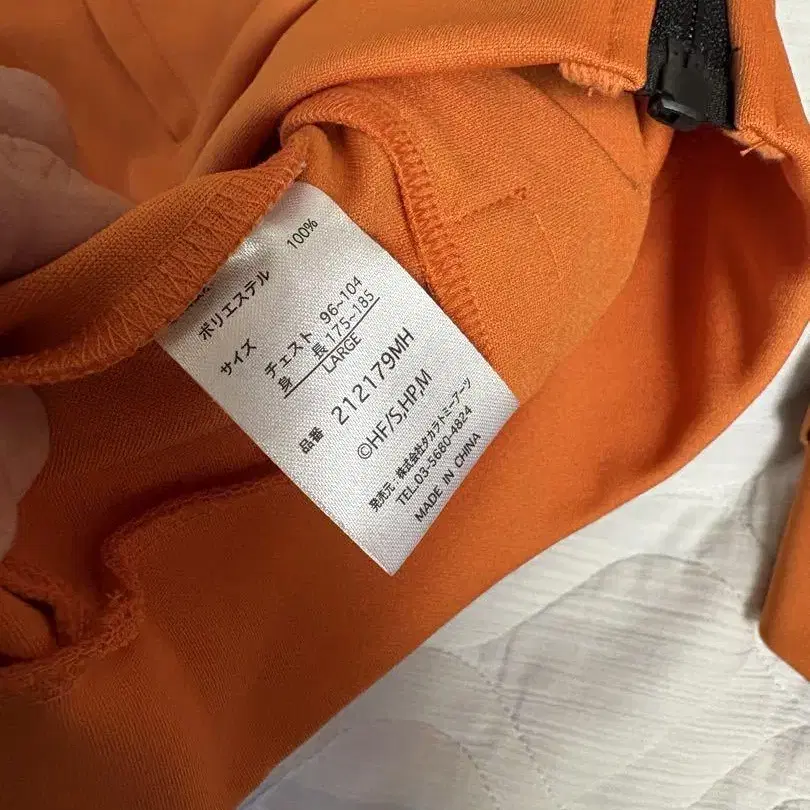 ポリエステル 100%
サイズ
チェスト 96~104
身 長 175~185
LARGE
品番 212179MH
©HF/S,HP,M
発売元・株式会社タカラトミーアーツ
TEL.03-5680-4824
MADE IN CHINA